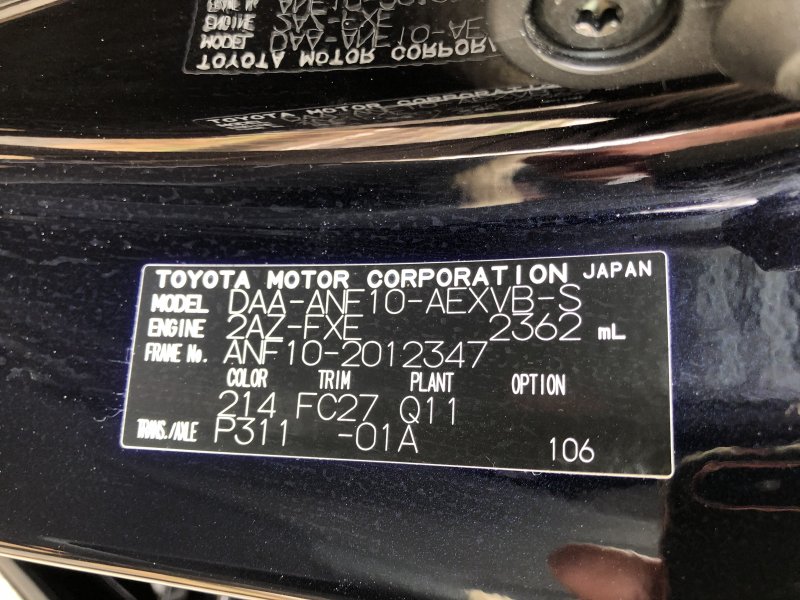 TOYOTA MOTOR CORPORATION JAPAN
MODEL DAA-ANF10-AEXVB-S
ENGINE 2AZ-FXE 2362 mL
FRAME No. ANF10-2012347
COLOR TRIM PLANT OPTION
214 FC27 Q11
TRANS./AXLE P311 -01A 106